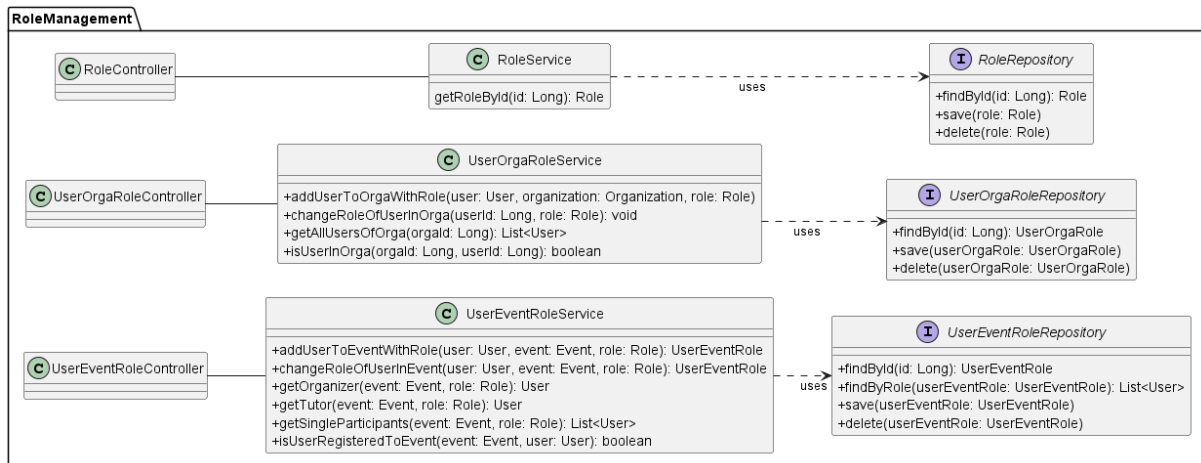 RoleManagement
C RoleController
C RoleService
getRoleById(id: Long): Role
uses
I RoleRepository
+findById(id: Long): Role
+save(role: Role)
+delete(role: Role)
C UserOrgaRoleController
C UserOrgaRoleService
+addUserToOrgaWithRole(user: User, organization: Organization, role: Role)
+changeRoleOfUserInOrga(userId: Long, role: Role): void
+getAllUsersOfOrga(orgaId: Long): List<User>
+isUserInOrga(orgaId: Long, userId: Long): boolean
uses
I UserOrgaRoleRepository
+findById(id: Long): UserOrgaRole
+save(userOrgaRole: UserOrgaRole)
+delete(userOrgaRole: UserOrgaRole)
C UserEventRoleController
C UserEventRoleService
+addUserToEventWithRole(user: User, event: Event, role: Role): UserEventRole
+changeRoleOfUserInEvent(user: User, event: Event, role: Role): UserEventRole
+getOrganizer(event: Event, role: Role): User
+getTutor(event: Event, role: Role): User
+getSingleParticipants(event: Event, role: Role): List<User>
+isUserRegisteredToEvent(event: Event, user: User): boolean
uses
I UserEventRoleRepository
+findById(id: Long): UserEventRole
+findByRole(userEventRole: UserEventRole): List<User>
+save(userEventRole: UserEventRole)
+delete(userEventRole: UserEventRole)